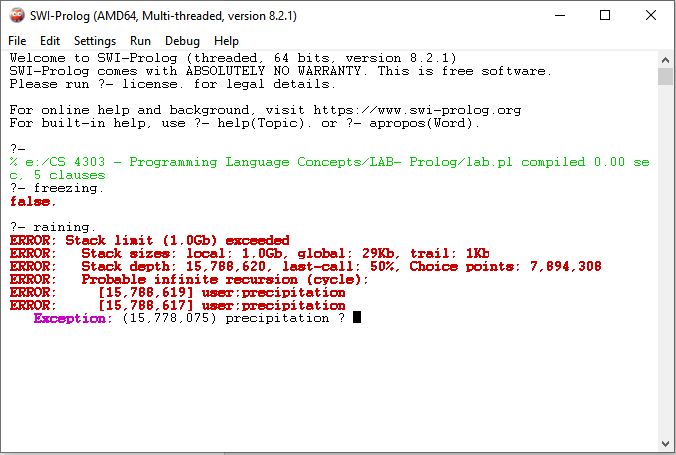 SWI-Prolog (AMD64, Multi-threaded, version 8.2.1)
File Edit Settings Run Debug Help
Welcome to SWI-Prolog (threaded, 64 bits, version 8.2.1)
SWI-Prolog comes with ABSOLUTELY NO WARRANTY. This is free software.
Please run ?- license. for legal details.
For online help and background, visit https://www.swi-prolog.org
For built-in help, use ?- help(Topic). or ?- apropos(Word).
?-
% e:/CS 4303 - Programming Language Concepts/LAB- Prolog/lab.pl compiled 0.00 se
c, 5 clauses
?- freezing.
false.
?- raining.
ERROR: Stack limit (1.0Gb) exceeded
ERROR:   Stack sizes: local: 1.0Gb, global: 29Kb, trail: 1Kb
ERROR:   Stack depth: 15,788,620, last-call: 50%, Choice points: 7,894,308
ERROR:   Probable infinite recursion (cycle):
ERROR:     [15,788,619] user:precipitation
ERROR:     [15,788,617] user:precipitation
   Exception: (15,778,075) precipitation ?